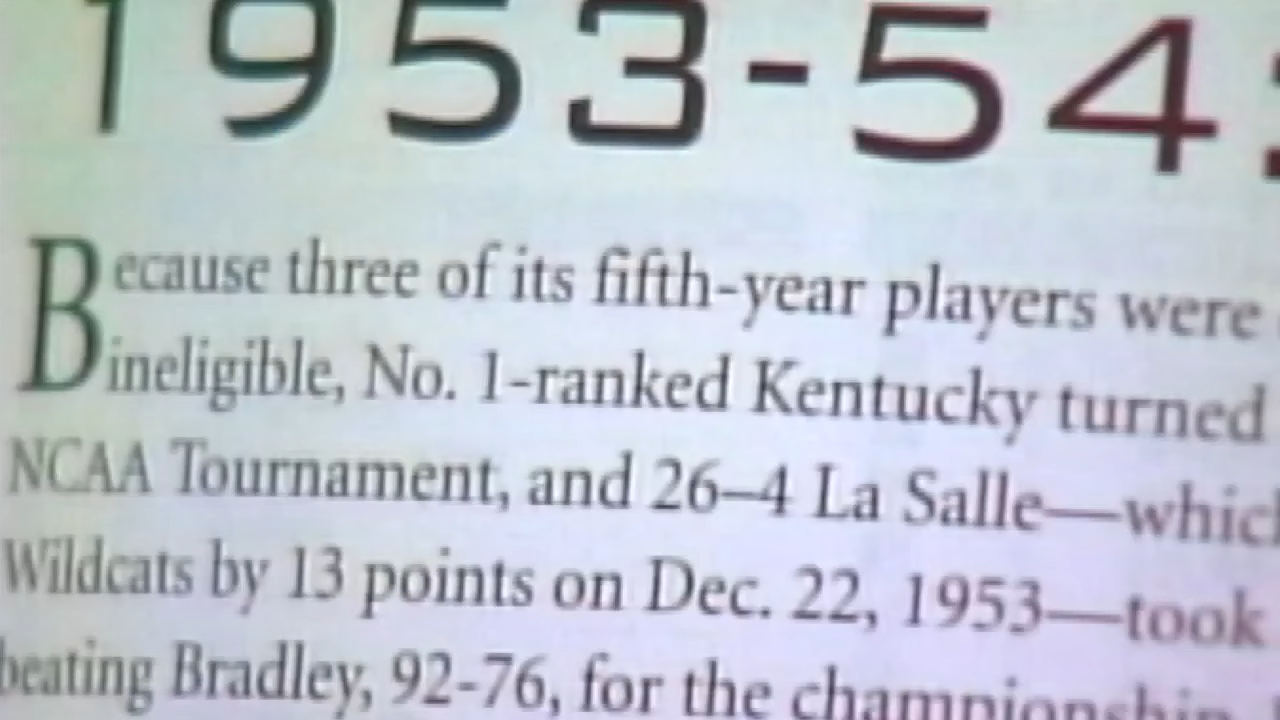 1953-54:
Because three of its fifth-year players were
ineligible, No. 1-ranked Kentucky turned
NCAA Tournament, and 26–4 La Salle—which
Wildcats by 13 points on Dec. 22, 1953—took
beating Bradley, 92-76, for the championship.